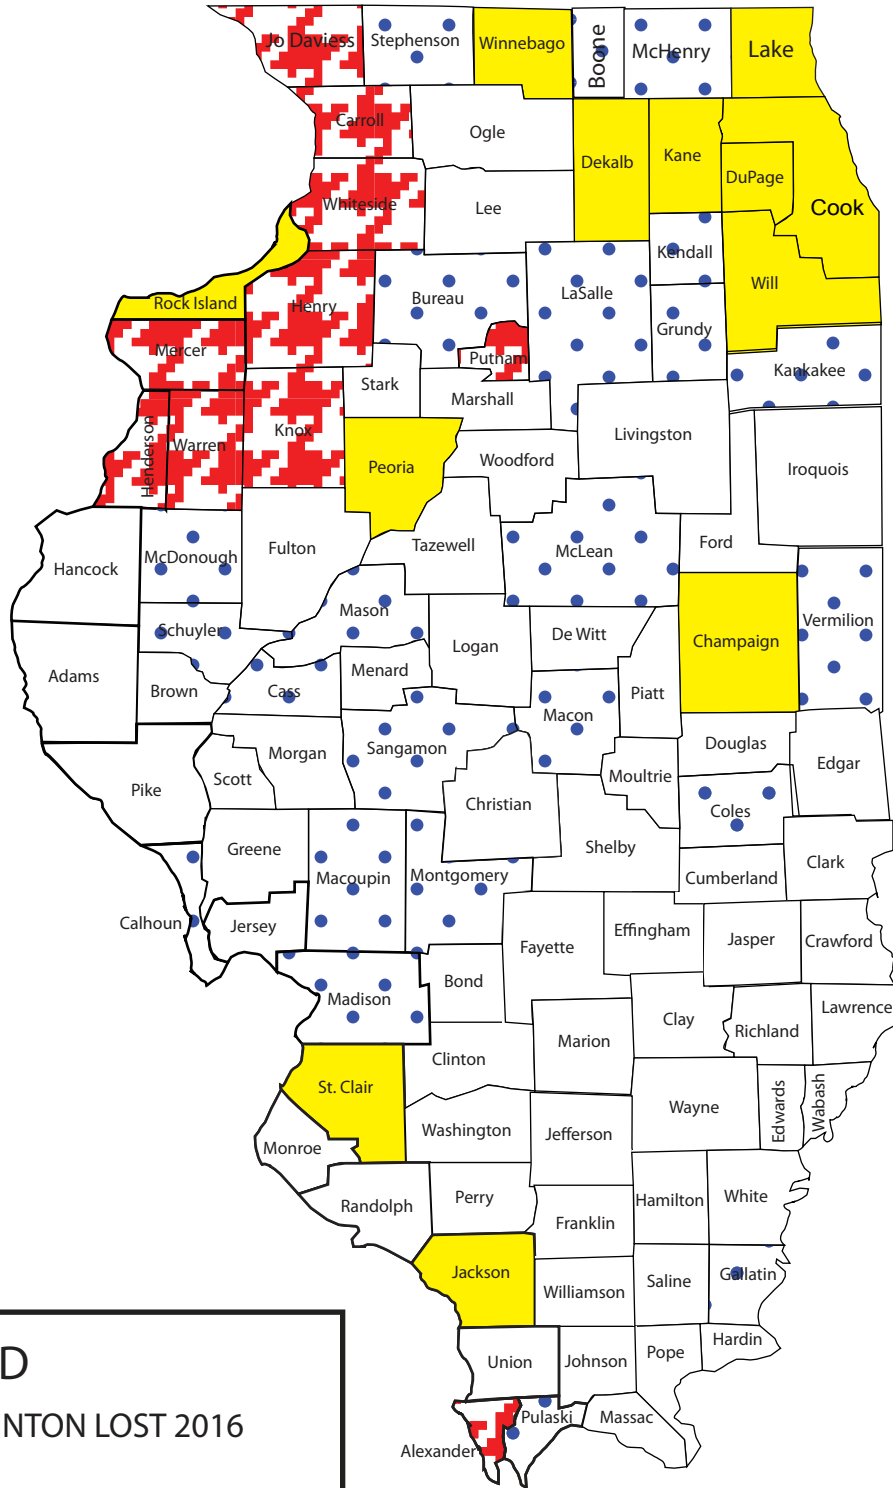 Jo Daviess
Stephenson
Winnebago
Boone
McHenry
Lake
Carroll
Ogle
Dekalb
Kane
DuPage
Cook
Whiteside
Lee
Kendall
Will
Rock Island
Henry
Bureau
LaSalle
Grundy
Mercer
Putnam
Kankakee
Stark
Marshall
Henderson
Warren
Knox
Peoria
Woodford
Livingston
Iroquois
Hancock
McDonough
Fulton
Tazewell
McLean
Ford
Schuyler
Mason
Logan
De Witt
Champaign
Vermilion
Adams
Brown
Cass
Menard
Piatt
Macon
Sangamon
Morgan
Scott
Pike
Douglas
Edgar
Moultrie
Christian
Coles
Shelby
Greene
Macoupin
Montgomery
Cumberland
Clark
Calhoun
Jersey
Fayette
Effingham
Jasper
Crawford
Bond
Madison
Clay
Richland
Lawrence
Marion
Clinton
St. Clair
Wayne
Edwards
Wabash
Washington
Jefferson
Monroe
Randolph
Perry
Hamilton
White
Franklin
Jackson
Williamson
Saline
Gallatin
Union
Johnson
Pope
Hardin
Alexander
Pulaski
Massac
D
NTON LOST 2016